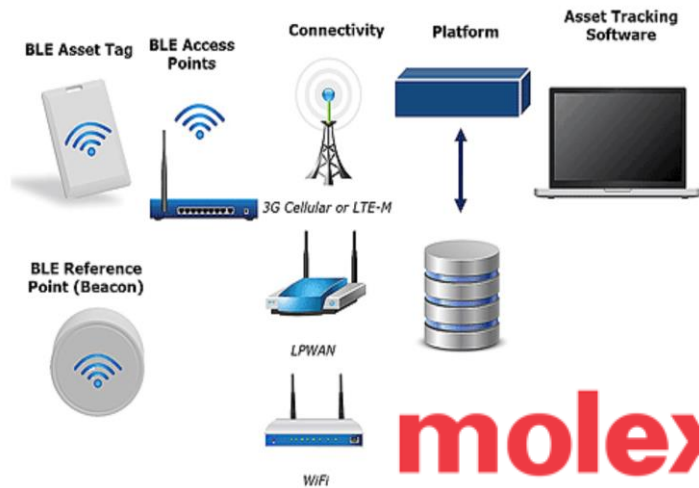 BLE Asset Tag
BLE Access
Points
Connectivity
Platform
Asset Tracking
Software
3G Cellular or LTE-M
BLE Reference
Point (Beacon)
LPWAN
WiFi
molex